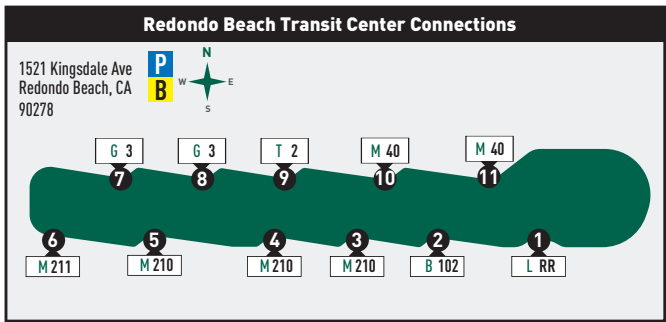 Redondo Beach Transit Center Connections
1521 Kingsdale Ave
Redondo Beach, CA
90278
P
B
N
W E
S
G 3
G 3
T 2
M 40
M 40
7
8
9
10
11
6
5
4
3
2
1
M 211
M 210
M 210
M 210
B 102
L RR